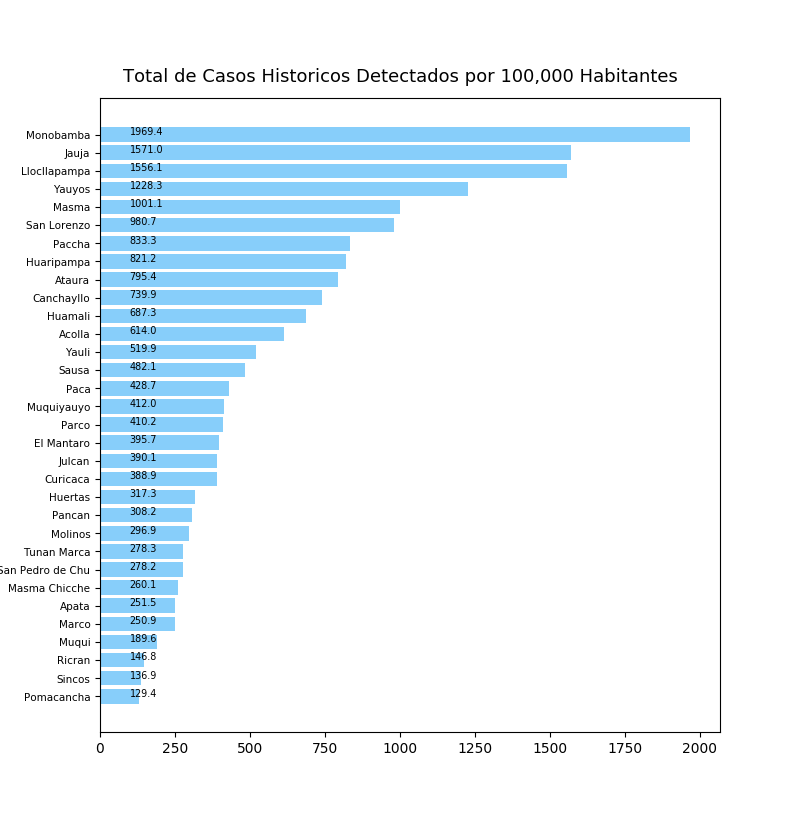 Total de Casos Historicos Detectados por 100,000 Habitantes
Monobamba 1969.4
Jauja 1571.0
Llocllapampa 1556.1
Yauyos 1228.3
Masma 1001.1
San Lorenzo 980.7
Paccha 833.3
Huaripampa 821.2
Ataura 795.4
Canchayllo 739.9
Huamali 687.3
Acolla 614.0
Yauli 519.9
Sausa 482.1
Paca 428.7
Muquiyauyo 412.0
Parco 410.2
El Mantaro 395.7
Julcan 390.1
Curicaca 388.9
Huertas 317.3
Pancan 308.2
Molinos 296.9
Tunan Marca 278.3
San Pedro de Chu 278.2
Masma Chicche 260.1
Apata 251.5
Marco 250.9
Muqui 189.6
Ricran 146.8
Sincos 136.9
Pomacancha 129.4
0 250 500 750 1000 1250 1500 1750 2000